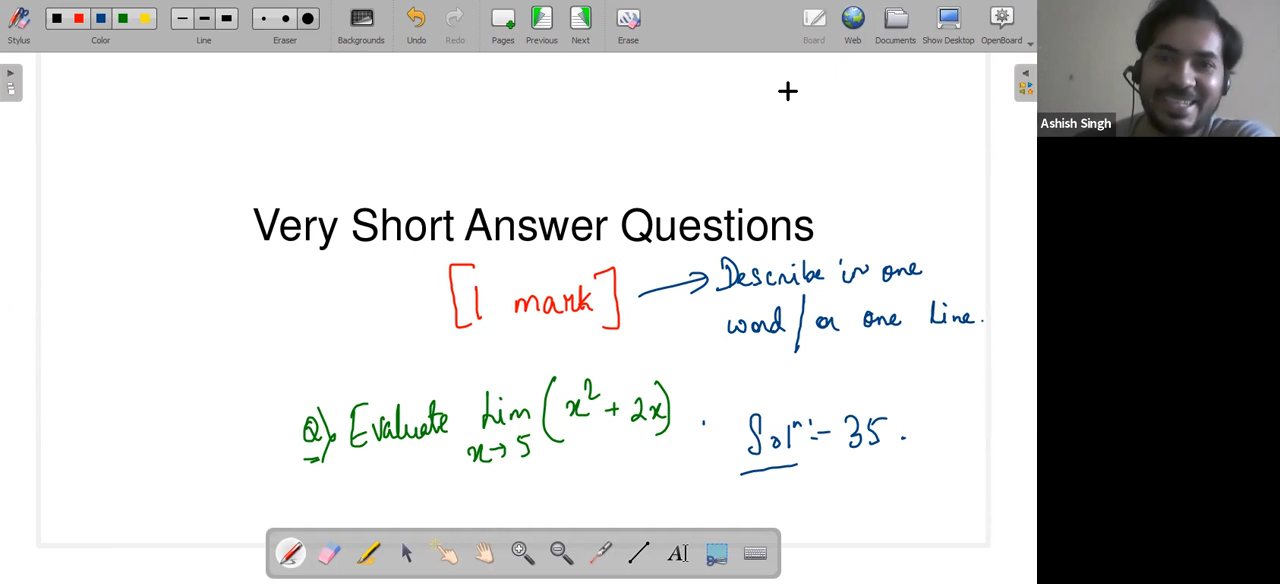 Stylus Color Line Eraser Backgrounds Undo Redo Pages Previous Next Erase Board Web Documents Show Desktop OpenBoard
Ashish Singh
Very Short Answer Questions
[1 mark] → Describe in one
word / or one line.
Q). Evaluate Lim (x² + 2x) .
x→5
Solⁿ :- 35.
AI